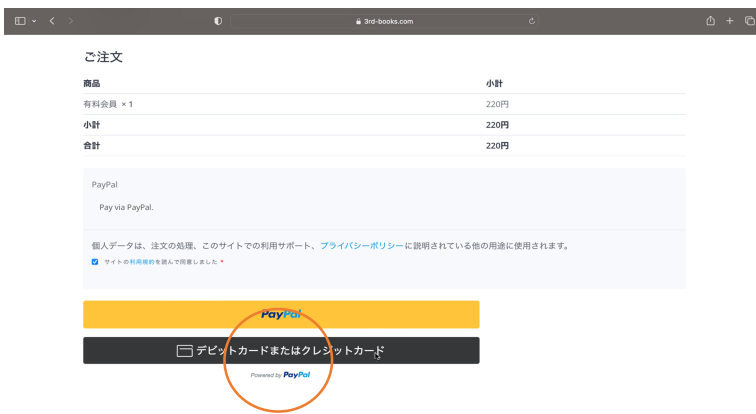 3rd-books.com
ご注文
商品 小計
有料会員 × 1 220円
小計 220円
合計 220円
PayPal
Pay via PayPal.
個人データは、注文の処理、このサイトでの利用サポート、プライバシーポリシーに説明されている他の用途に使用されます。
サイトの利用規約を読んで同意しました *
PayPal
デビットカードまたはクレジットカード
Powered by PayPal